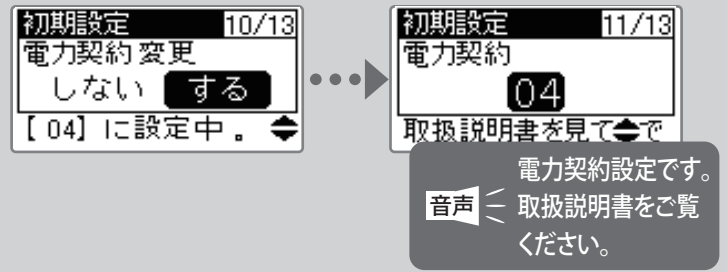 初期設定 10/13
電力契約変更
しない する
【04】に設定中。
初期設定 11/13
電力契約
04
取扱説明書を見て で
音声
電力契約設定です。
取扱説明書をご覧
ください。